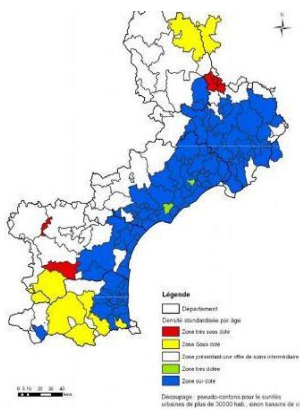 N
Légende
Département
Densité standardisée par âge
Zone très sous doté
Zone Sous doté
Zone présentant une offre de soins intermédiaire
Zone très dotée
Zone sur doté
Découpage : pseudo-cantons pour le sunités
urbaines de plus de 30000 hab., sinon bassins de